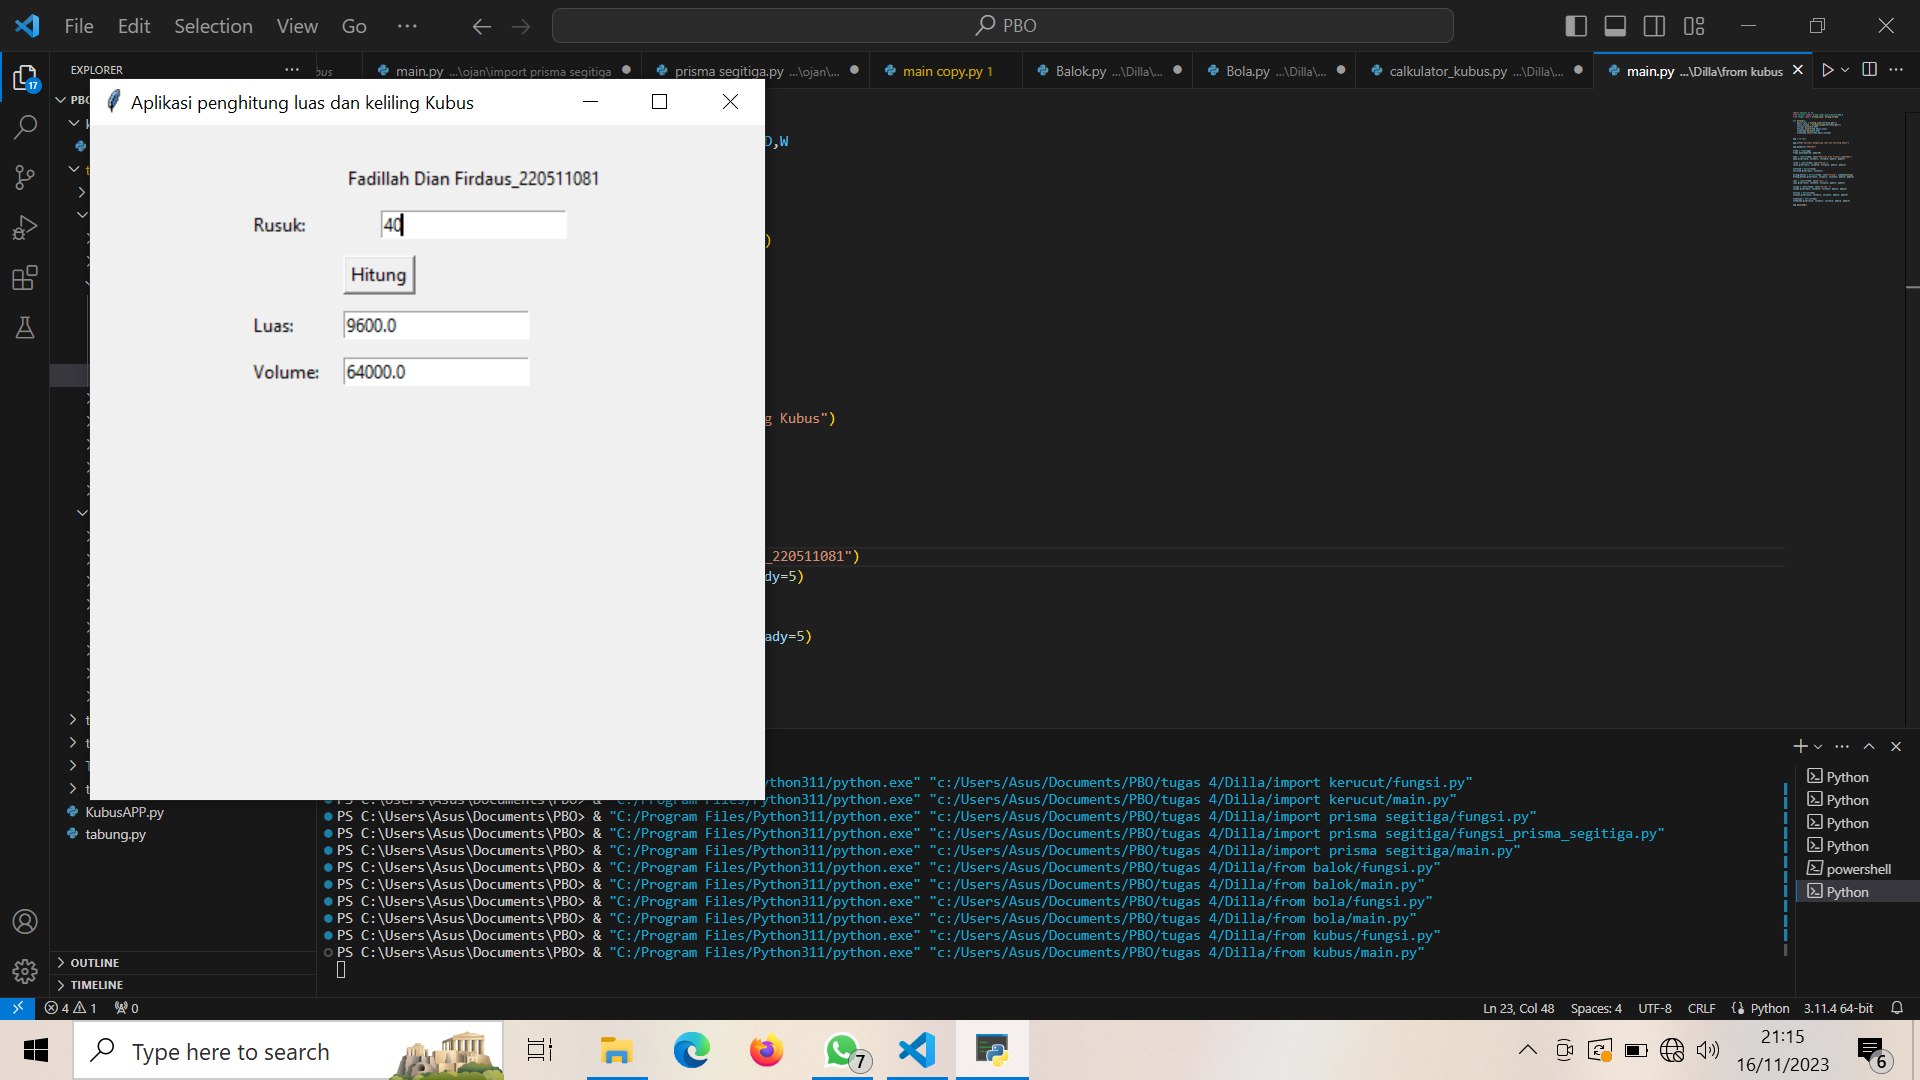 File Edit Selection View Go ...
PBO
EXPLORER
main.py ...\ojan\import prisma segitiga
prisma segitiga.py ...\ojan\...
main copy.py 1
Balok.py ...\Dilla\...
Bola.py ...\Dilla\...
calkulator_kubus.py ...\Dilla\...
main.py ...\Dilla\from kubus
17
Aplikasi penghitung luas dan keliling Kubus
Fadillah Dian Firdaus_220511081
Rusuk: 40
Hitung
Luas: 9600.0
Volume: 64000.0
,W
)
g Kubus")
_220511081")
dy=5)
ady=5)
KubusAPP.py
tabung.py
OUTLINE
TIMELINE
ython311/python.exe" "c:/Users/Asus/Documents/PBO/tugas 4/Dilla/import kerucut/fungsi.py"
PS C:\Users\Asus\Documents\PBO> & "C:/Program Files/Python311/python.exe" "c:/Users/Asus/Documents/PBO/tugas 4/Dilla/import kerucut/main.py"
PS C:\Users\Asus\Documents\PBO> & "C:/Program Files/Python311/python.exe" "c:/Users/Asus/Documents/PBO/tugas 4/Dilla/import prisma segitiga/fungsi.py"
PS C:\Users\Asus\Documents\PBO> & "C:/Program Files/Python311/python.exe" "c:/Users/Asus/Documents/PBO/tugas 4/Dilla/import prisma segitiga/fungsi_prisma_segitiga.py"
PS C:\Users\Asus\Documents\PBO> & "C:/Program Files/Python311/python.exe" "c:/Users/Asus/Documents/PBO/tugas 4/Dilla/import prisma segitiga/main.py"
PS C:\Users\Asus\Documents\PBO> & "C:/Program Files/Python311/python.exe" "c:/Users/Asus/Documents/PBO/tugas 4/Dilla/from balok/fungsi.py"
PS C:\Users\Asus\Documents\PBO> & "C:/Program Files/Python311/python.exe" "c:/Users/Asus/Documents/PBO/tugas 4/Dilla/from balok/main.py"
PS C:\Users\Asus\Documents\PBO> & "C:/Program Files/Python311/python.exe" "c:/Users/Asus/Documents/PBO/tugas 4/Dilla/from bola/fungsi.py"
PS C:\Users\Asus\Documents\PBO> & "C:/Program Files/Python311/python.exe" "c:/Users/Asus/Documents/PBO/tugas 4/Dilla/from bola/main.py"
PS C:\Users\Asus\Documents\PBO> & "C:/Program Files/Python311/python.exe" "c:/Users/Asus/Documents/PBO/tugas 4/Dilla/from kubus/fungsi.py"
PS C:\Users\Asus\Documents\PBO> & "C:/Program Files/Python311/python.exe" "c:/Users/Asus/Documents/PBO/tugas 4/Dilla/from kubus/main.py"
Python
Python
Python
Python
powershell
Python
4 1 0
Ln 23, Col 48 Spaces: 4 UTF-8 CRLF Python 3.11.4 64-bit
Type here to search
7
21:15
16/11/2023
6